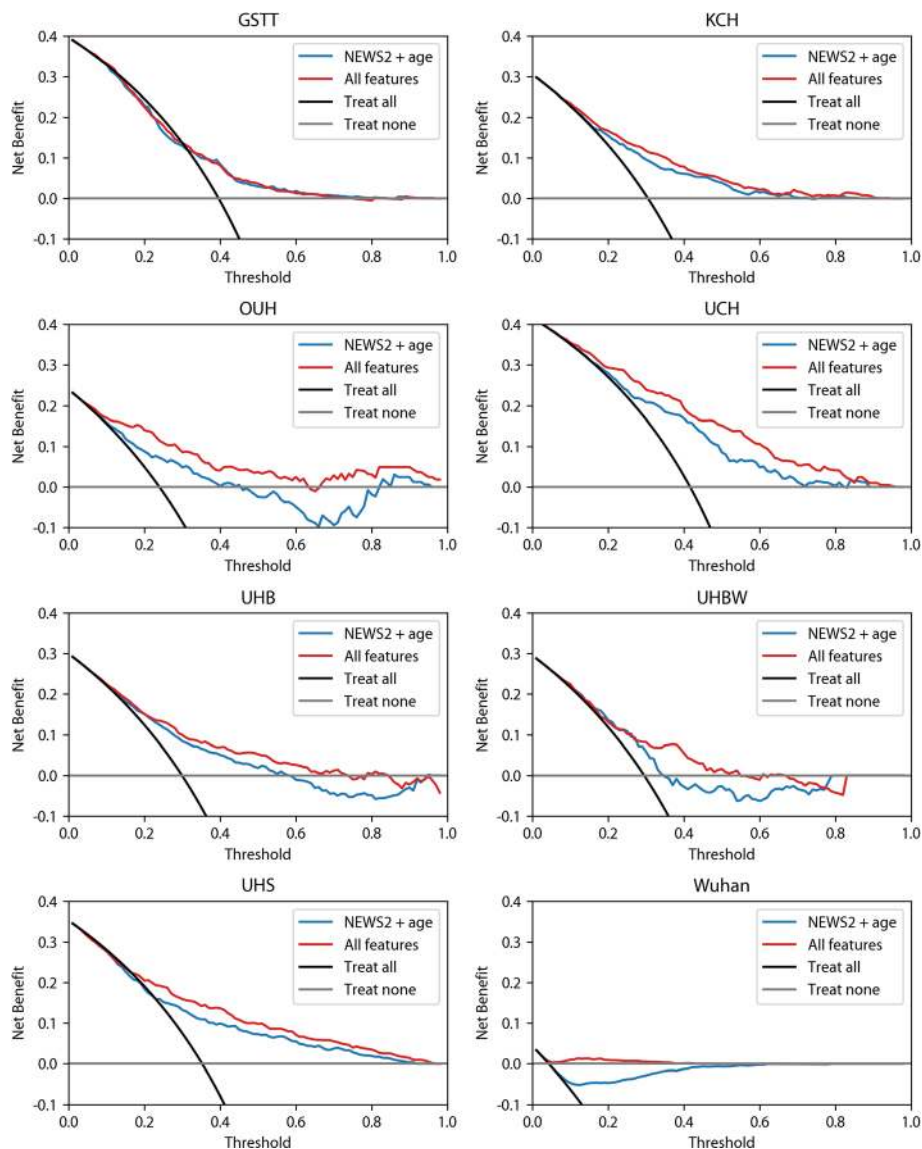 GSTT
0.4
0.3
0.2
0.1
0.0
-0.1
Net Benefit
NEWS2 + age
All features
Treat all
Treat none
0.0 0.2 0.4 0.6 0.8 1.0
Threshold
KCH
0.4
0.3
0.2
0.1
0.0
-0.1
Net Benefit
NEWS2 + age
All features
Treat all
Treat none
0.0 0.2 0.4 0.6 0.8 1.0
Threshold
OUH
0.4
0.3
0.2
0.1
0.0
-0.1
Net Benefit
NEWS2 + age
All features
Treat all
Treat none
0.0 0.2 0.4 0.6 0.8 1.0
Threshold
UCH
0.4
0.3
0.2
0.1
0.0
-0.1
Net Benefit
NEWS2 + age
All features
Treat all
Treat none
0.0 0.2 0.4 0.6 0.8 1.0
Threshold
UHB
0.4
0.3
0.2
0.1
0.0
-0.1
Net Benefit
NEWS2 + age
All features
Treat all
Treat none
0.0 0.2 0.4 0.6 0.8 1.0
Threshold
UHBW
0.4
0.3
0.2
0.1
0.0
-0.1
Net Benefit
NEWS2 + age
All features
Treat all
Treat none
0.0 0.2 0.4 0.6 0.8 1.0
Threshold
UHS
0.4
0.3
0.2
0.1
0.0
-0.1
Net Benefit
NEWS2 + age
All features
Treat all
Treat none
0.0 0.2 0.4 0.6 0.8 1.0
Threshold
Wuhan
0.4
0.3
0.2
0.1
0.0
-0.1
Net Benefit
NEWS2 + age
All features
Treat all
Treat none
0.0 0.2 0.4 0.6 0.8 1.0
Threshold